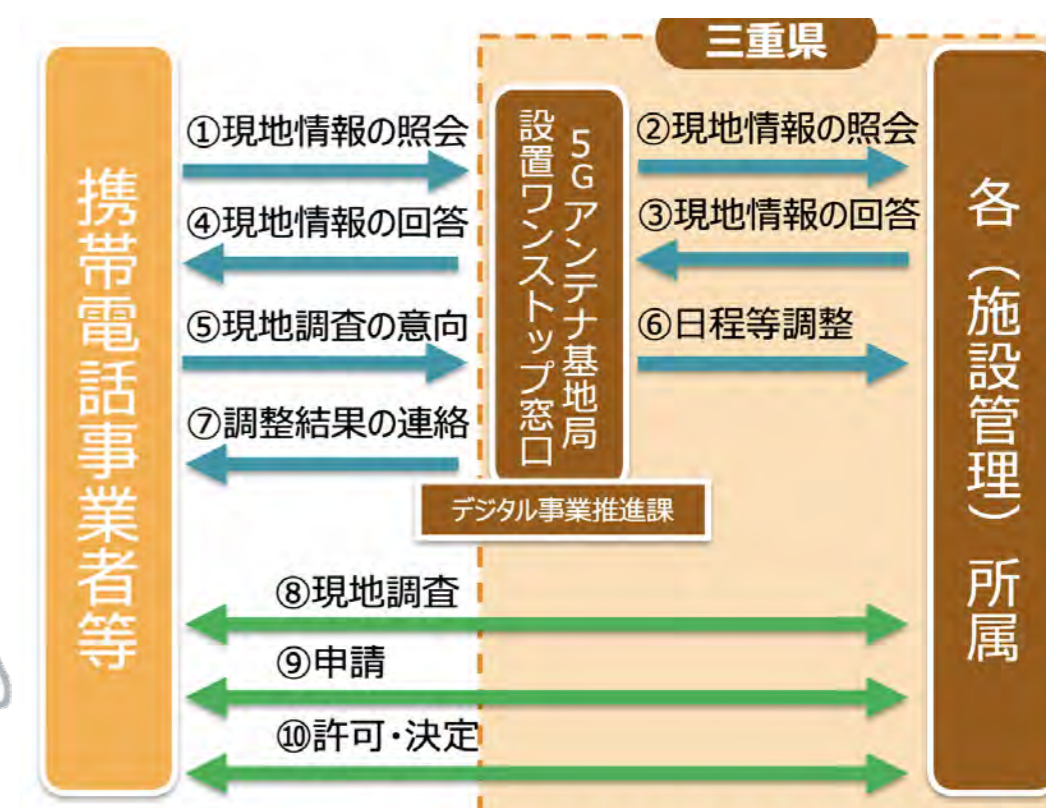 三重県
携帯電話事業者等
①現地情報の照会
④現地情報の回答
⑤現地調査の意向
⑦調整結果の連絡
5Gアンテナ基地局
設置ワンストップ窓口
デジタル事業推進課
②現地情報の照会
③現地情報の回答
⑥日程等調整
各（施設管理）所属
⑧現地調査
⑨申請
⑩許可・決定